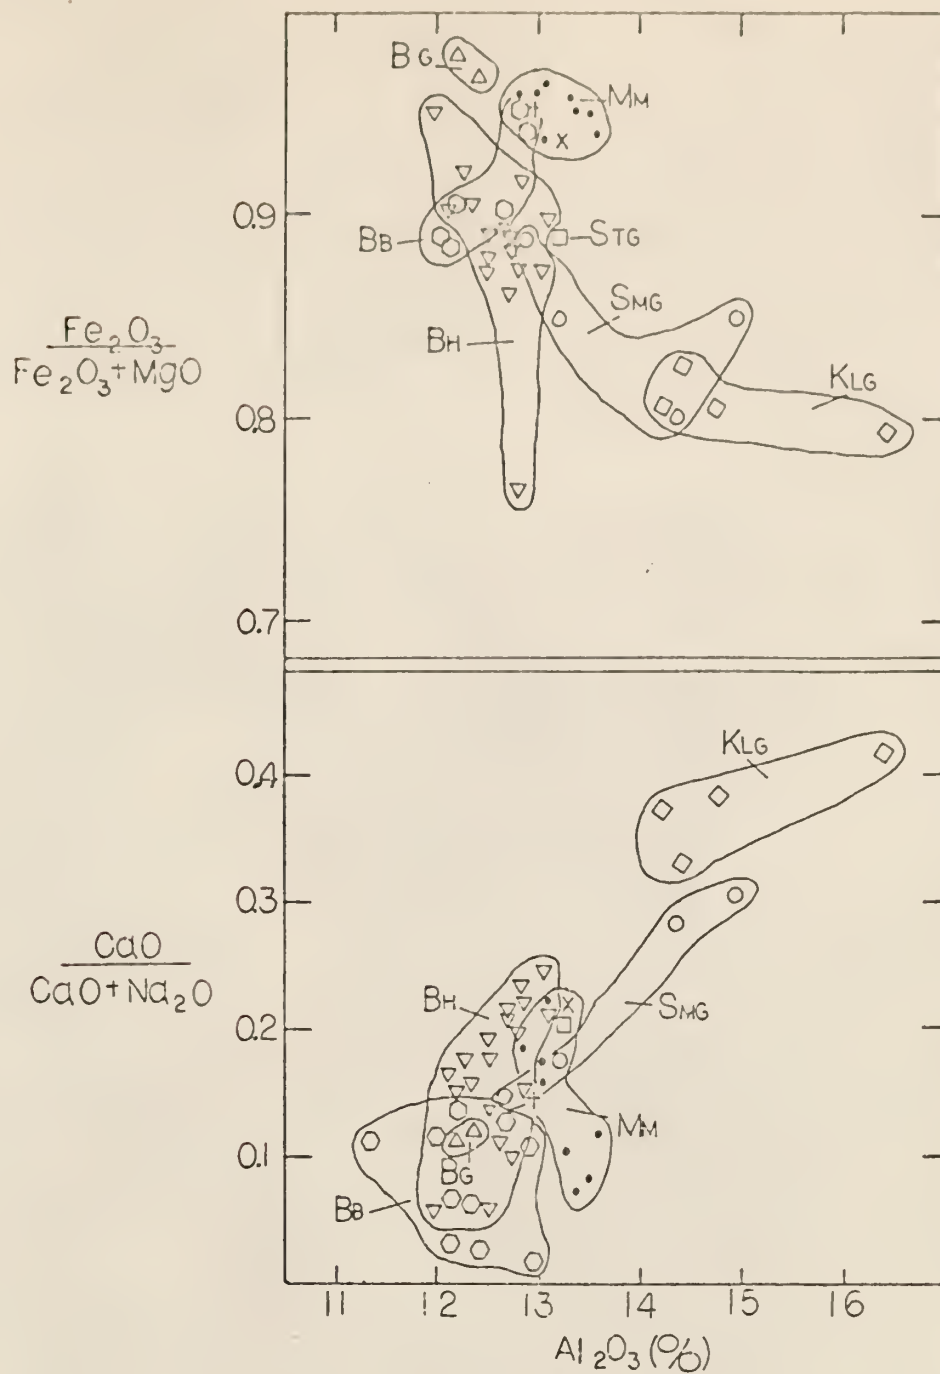 BG
MM
0.9
BB
STG
SMG
Fe2O3
Fe2O3+MgO
BH
KLG
0.8
0.7
KLG
0.4
0.3
CaO
CaO+Na2O
BH
SMG
0.2
MM
0.1
BG
BB
11 12 13 14 15 16
Al2O3(%)